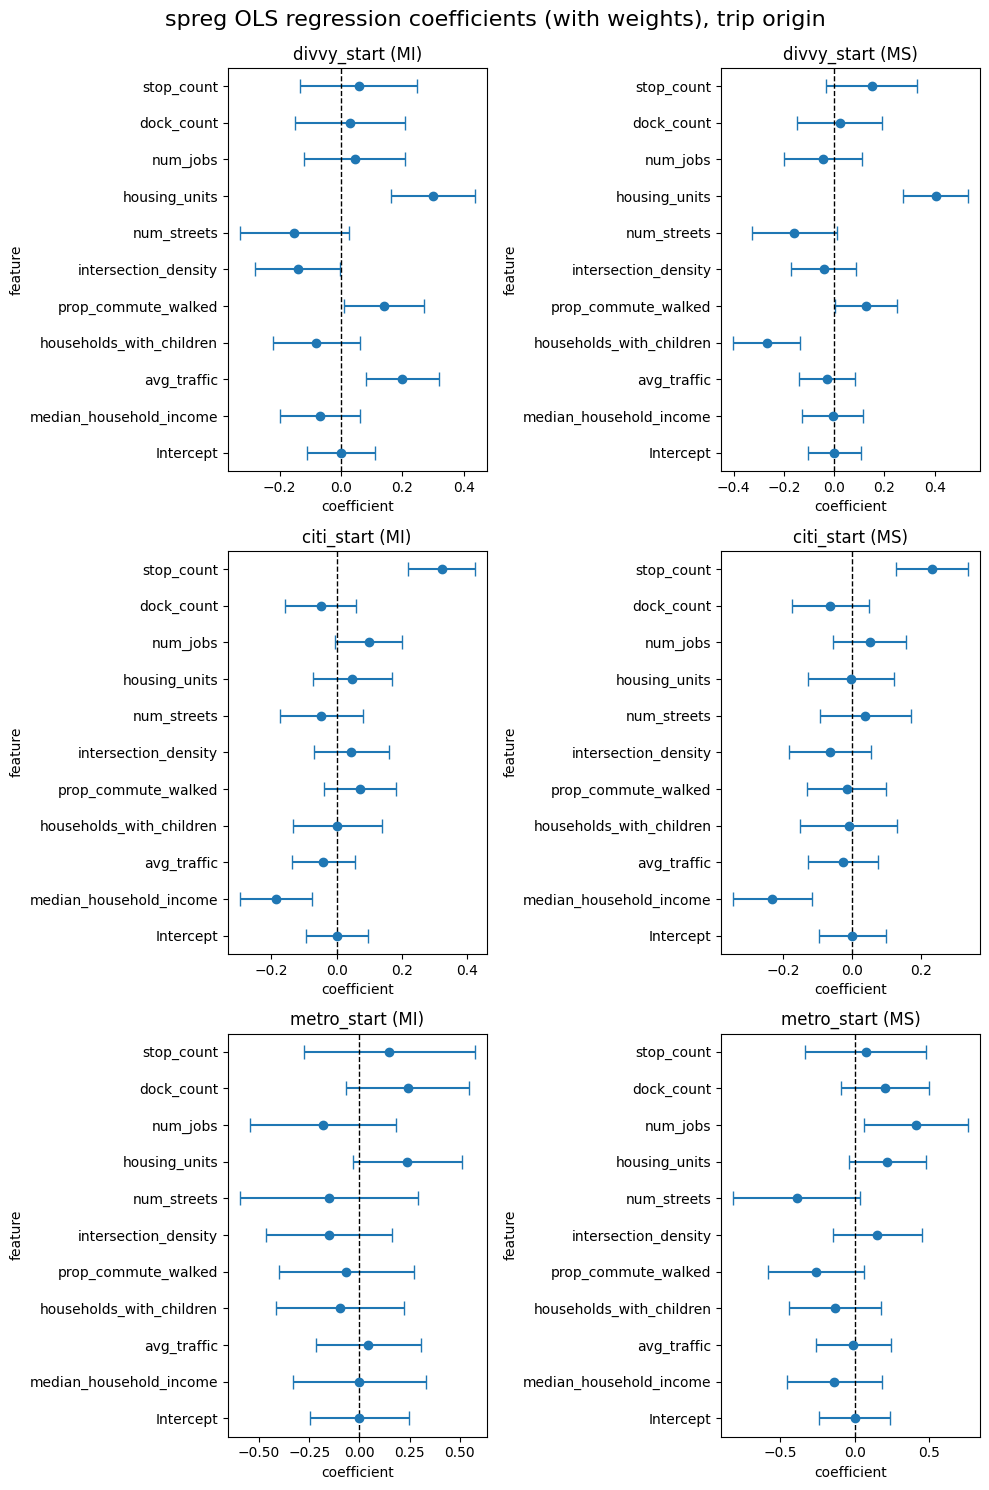 spreg OLS regression coefficients (with weights), trip origin
divvy_start (MI)
feature
stop_count
dock_count
num_jobs
housing_units
num_streets
intersection_density
prop_commute_walked
households_with_children
avg_traffic
median_household_income
Intercept
−0.2 0.0 0.2 0.4
coefficient
divvy_start (MS)
feature
stop_count
dock_count
num_jobs
housing_units
num_streets
intersection_density
prop_commute_walked
households_with_children
avg_traffic
median_household_income
Intercept
−0.4 −0.2 0.0 0.2 0.4
coefficient
citi_start (MI)
feature
stop_count
dock_count
num_jobs
housing_units
num_streets
intersection_density
prop_commute_walked
households_with_children
avg_traffic
median_household_income
Intercept
−0.2 0.0 0.2 0.4
coefficient
citi_start (MS)
feature
stop_count
dock_count
num_jobs
housing_units
num_streets
intersection_density
prop_commute_walked
households_with_children
avg_traffic
median_household_income
Intercept
−0.2 0.0 0.2
coefficient
metro_start (MI)
feature
stop_count
dock_count
num_jobs
housing_units
num_streets
intersection_density
prop_commute_walked
households_with_children
avg_traffic
median_household_income
Intercept
−0.50 −0.25 0.00 0.25 0.50
coefficient
metro_start (MS)
feature
stop_count
dock_count
num_jobs
housing_units
num_streets
intersection_density
prop_commute_walked
households_with_children
avg_traffic
median_household_income
Intercept
−0.5 0.0 0.5
coefficient